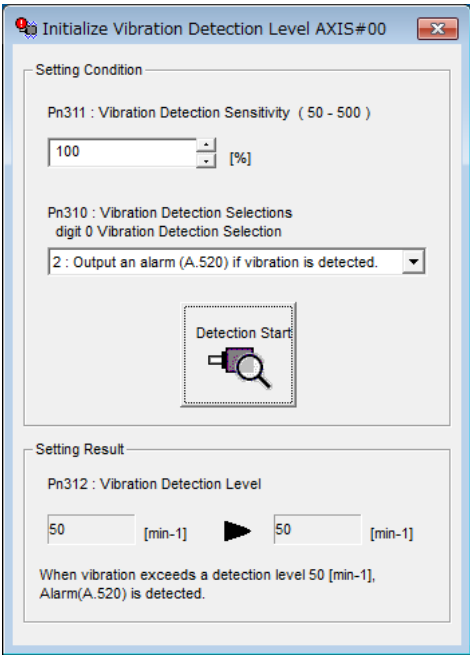 Initialize Vibration Detection Level AXIS#00
Setting Condition
Pn311 : Vibration Detection Sensitivity ( 50 - 500 )
100
[%]
Pn310 : Vibration Detection Selections
digit 0 Vibration Detection Selection
2 : Output an alarm (A.520) if vibration is detected.
Detection Start
Setting Result
Pn312 : Vibration Detection Level
50 [min-1] 50 [min-1]
When vibration exceeds a detection level 50 [min-1],
Alarm(A.520) is detected.